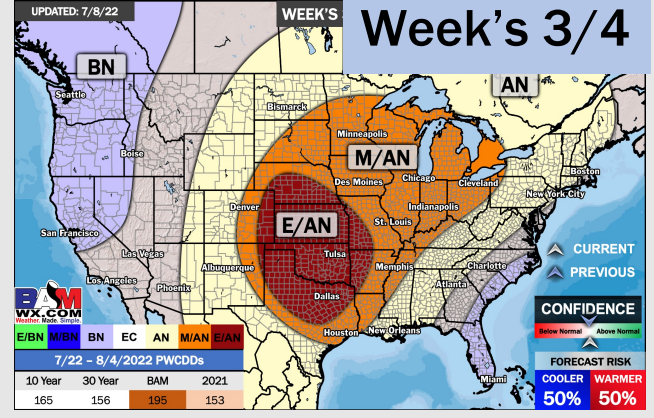 UPDATED: 7/8/22
WEEK'S
Week's 3/4
BN
AN
Seattle
Bismarck
Minneapolis
Boise
M/AN
Boston
Des Moines
Chicago
Cleveland
New York City
Denver
Indianapolis
E/AN
St. Louis
San Francisco
Las Vegas
Tulsa
CURRENT
Albuquerque
Memphis
Charlotte
PREVIOUS
Los Angeles
Phoenix
Atlanta
Dallas
BAM
WX.COM
Weather. Made. Simple.
Houston
New Orleans
CONFIDENCE
Below Normal
Above Normal
E/BN M/BN BN EC AN M/AN E/AN
7/22 – 8/4/2022 PWCDDs
FORECAST RISK
10 Year 30 Year BAM 2021
Miami
COOLER WARMER
165 156 195 153
50% 50%